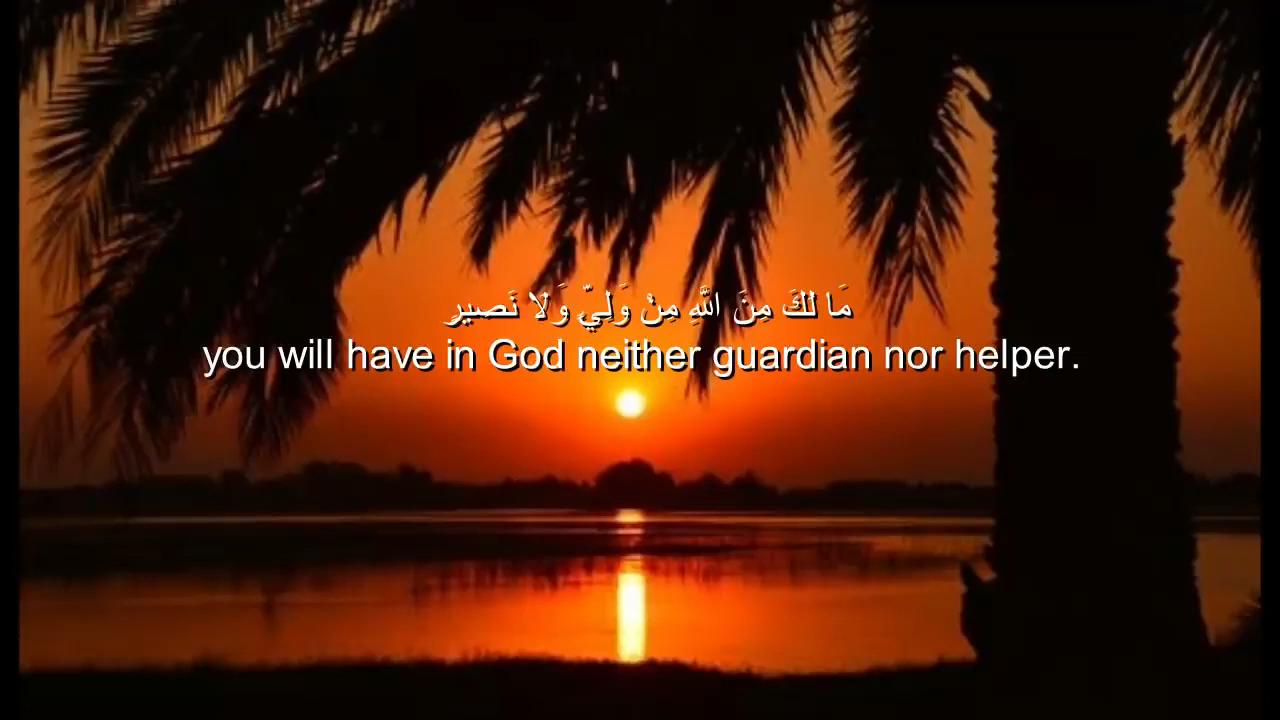 مَا لَكَ مِنَ اللَّهِ مِنْ وَلِيٍّ وَلَا نَصِيرٍ
you will have in God neither guardian nor helper.